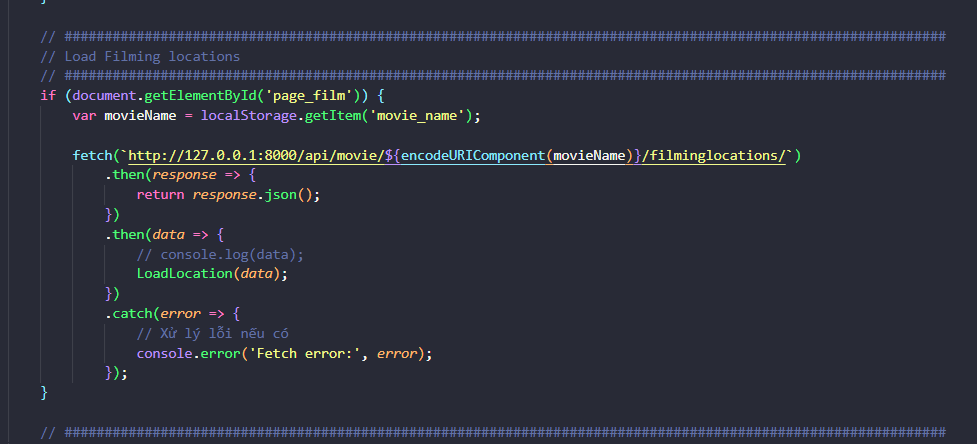 }
// ##############################################################################################################
// Load Filming locations
// ##############################################################################################################
if (document.getElementById('page_film')) {
var movieName = localStorage.getItem('movie_name');
fetch(`http://127.0.0.1:8000/api/movie/${encodeURIComponent(movieName)}/filminglocations/`)
.then(response => {
return response.json();
})
.then(data => {
// console.log(data);
LoadLocation(data);
})
.catch(error => {
// Xử lý lỗi nếu có
console.error('Fetch error:', error);
});
}
// ##############################################################################################################